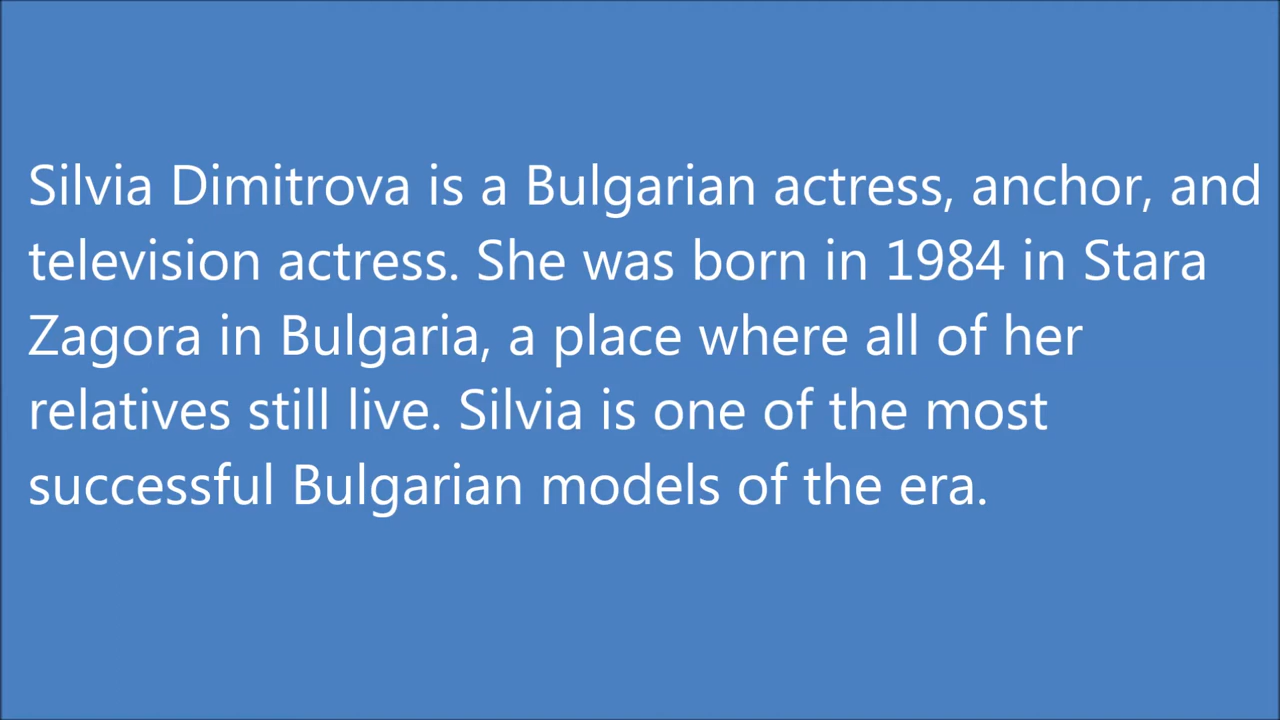 Silvia Dimitrova is a Bulgarian actress, anchor, and
television actress. She was born in 1984 in Stara
Zagora in Bulgaria, a place where all of her
relatives still live. Silvia is one of the most
successful Bulgarian models of the era.